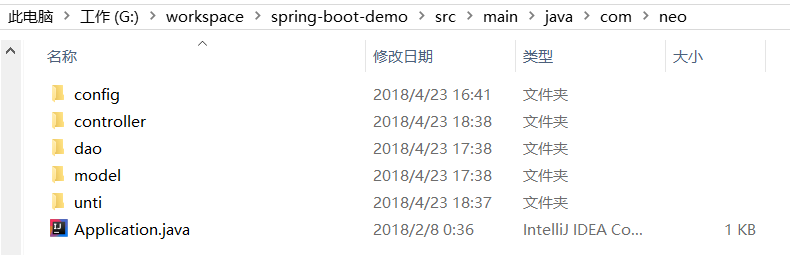 此电脑 > 工作 (G:) > workspace > spring-boot-demo > src > main > java > com > neo
名称 修改日期 类型 大小
config 2018/4/23 16:41 文件夹
controller 2018/4/23 18:38 文件夹
dao 2018/4/23 17:38 文件夹
model 2018/4/23 17:38 文件夹
unti 2018/4/23 18:37 文件夹
Application.java 2018/2/8 0:36 IntelliJ IDEA Co... 1 KB